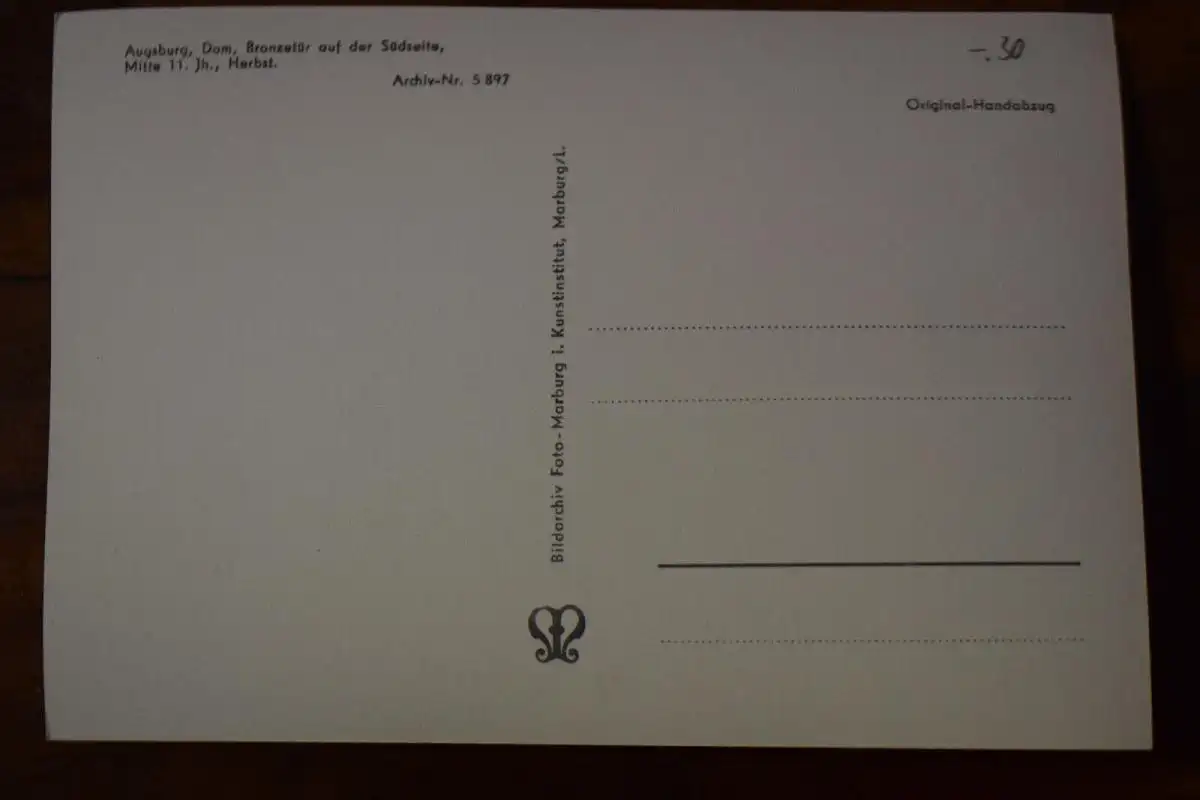 Augsburg, Dom, Bronzetür auf der Südseite,
Mitte 11. Jh., Herbst.
Archiv-Nr. 5 897
-.30
Original-Handabzug
Bildarchiv Foto-Marburg i. Kunstinstitut, Marburg/L.